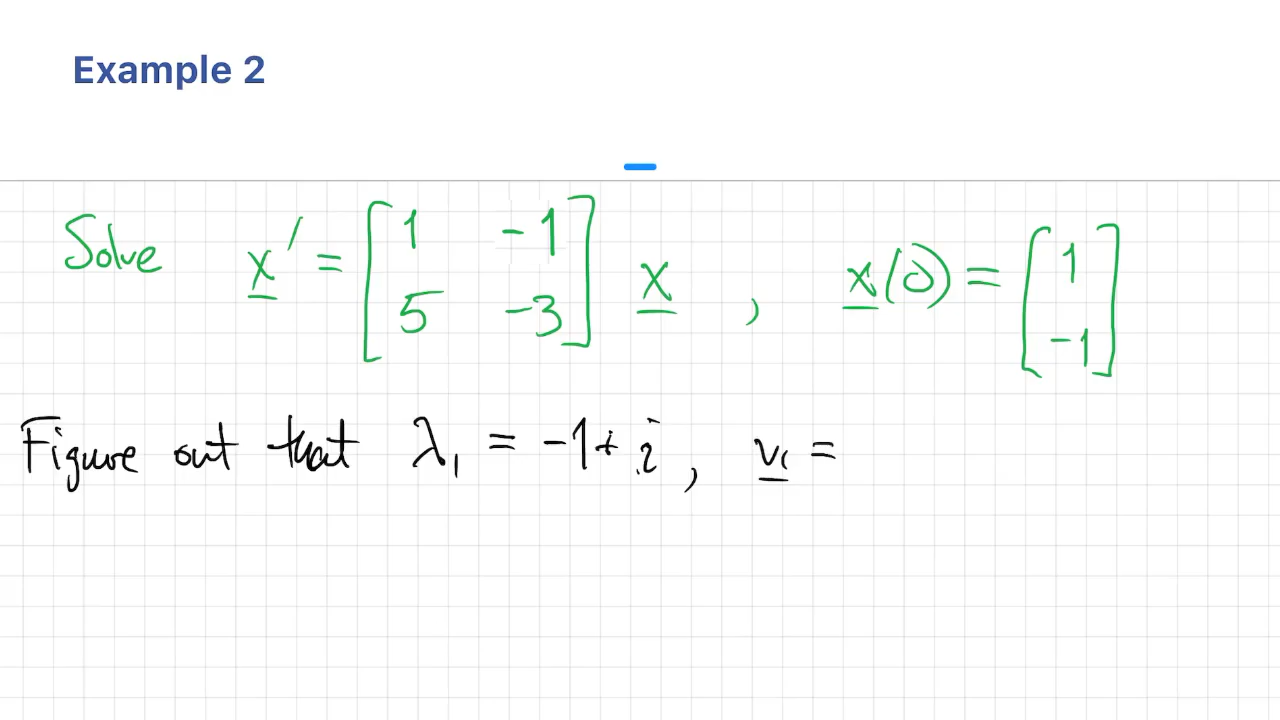 Example 2
Solve x' = [1 -1; 5 -3] x , x(0) = [1; -1]
Figure out that λ₁ = -1 + i, v₁ =